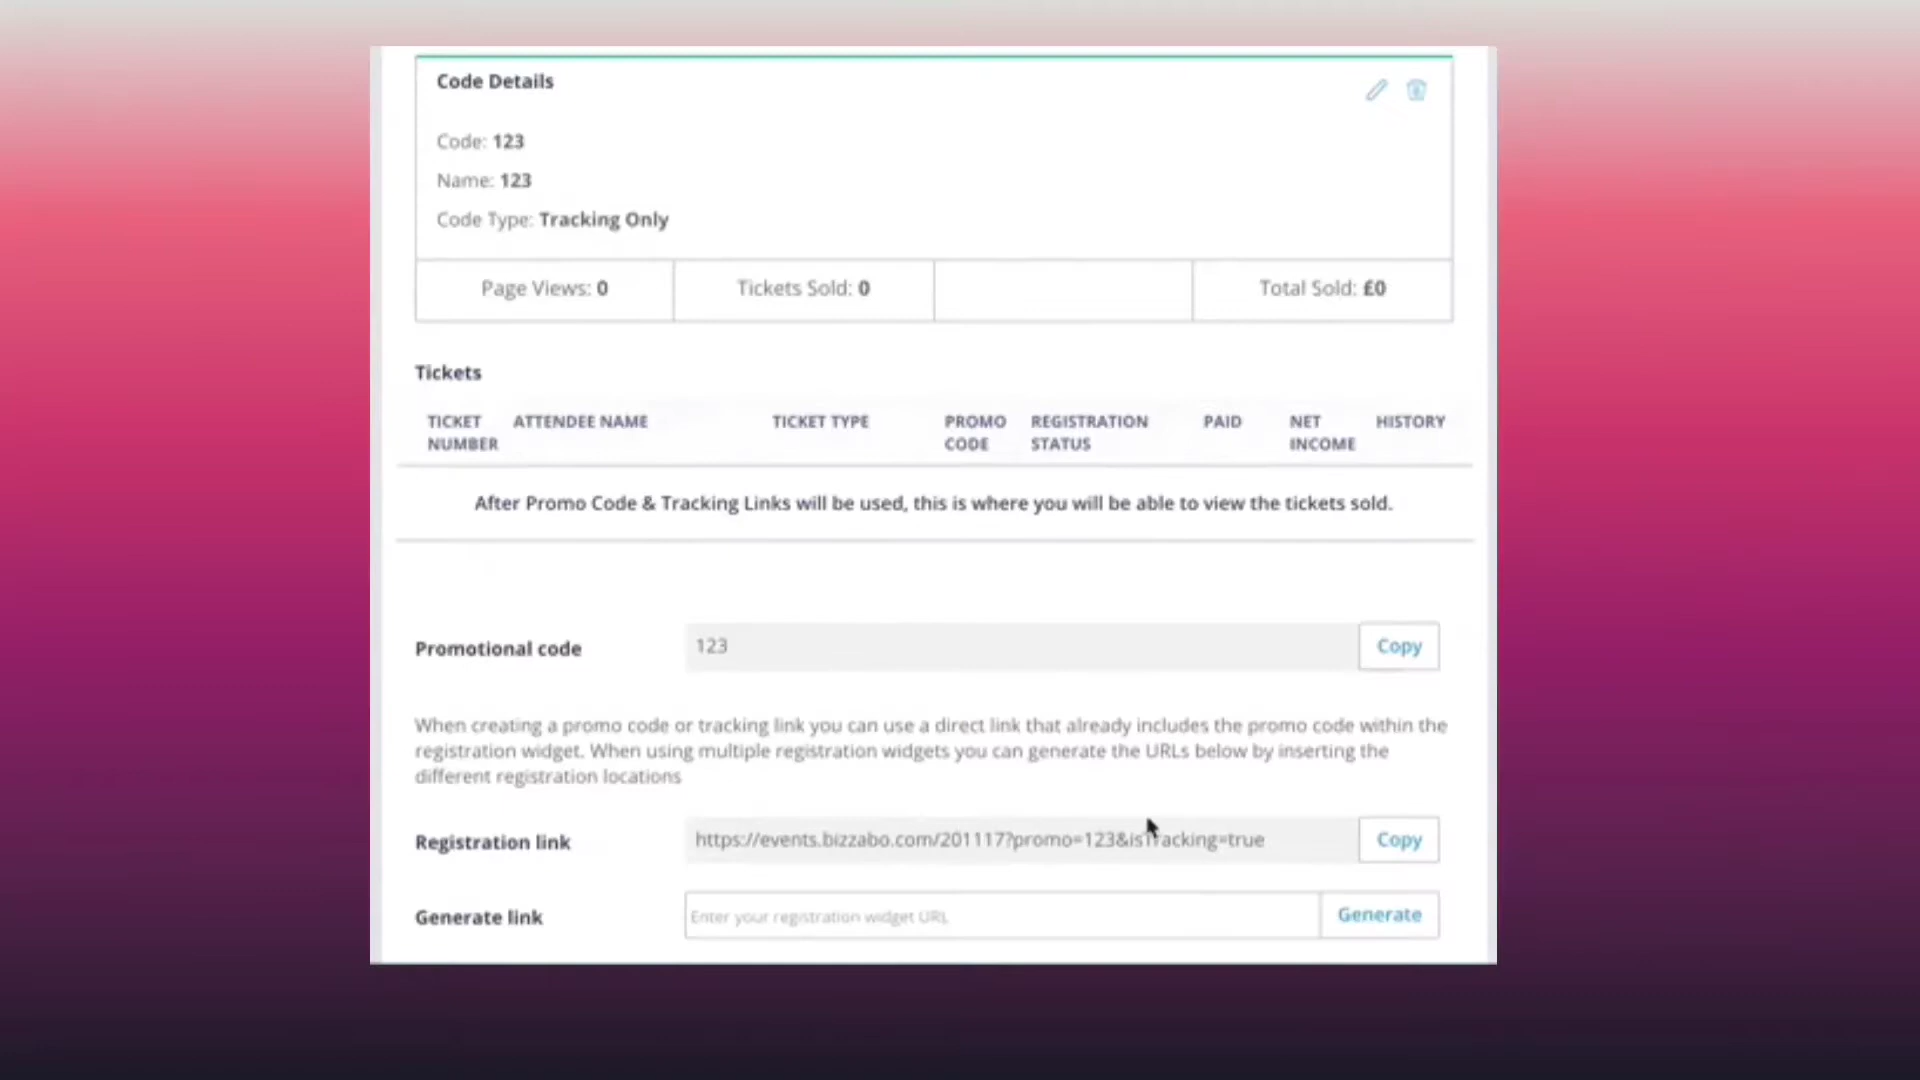 Code Details
Code: 123
Name: 123
Code Type: Tracking Only
Page Views: 0
Tickets Sold: 0
Total Sold: £0
Tickets
TICKET NUMBER
ATTENDEE NAME
TICKET TYPE
PROMO CODE
REGISTRATION STATUS
PAID
NET INCOME
HISTORY
After Promo Code & Tracking Links will be used, this is where you will be able to view the tickets sold.
Promotional code
123
Copy
When creating a promo code or tracking link you can use a direct link that already includes the promo code within the
registration widget. When using multiple registration widgets you can generate the URLs below by inserting the
different registration locations
Registration link
https://events.bizzabo.com/201117?promo=123&isTracking=true
Copy
Generate link
Enter your registration widget URL
Generate